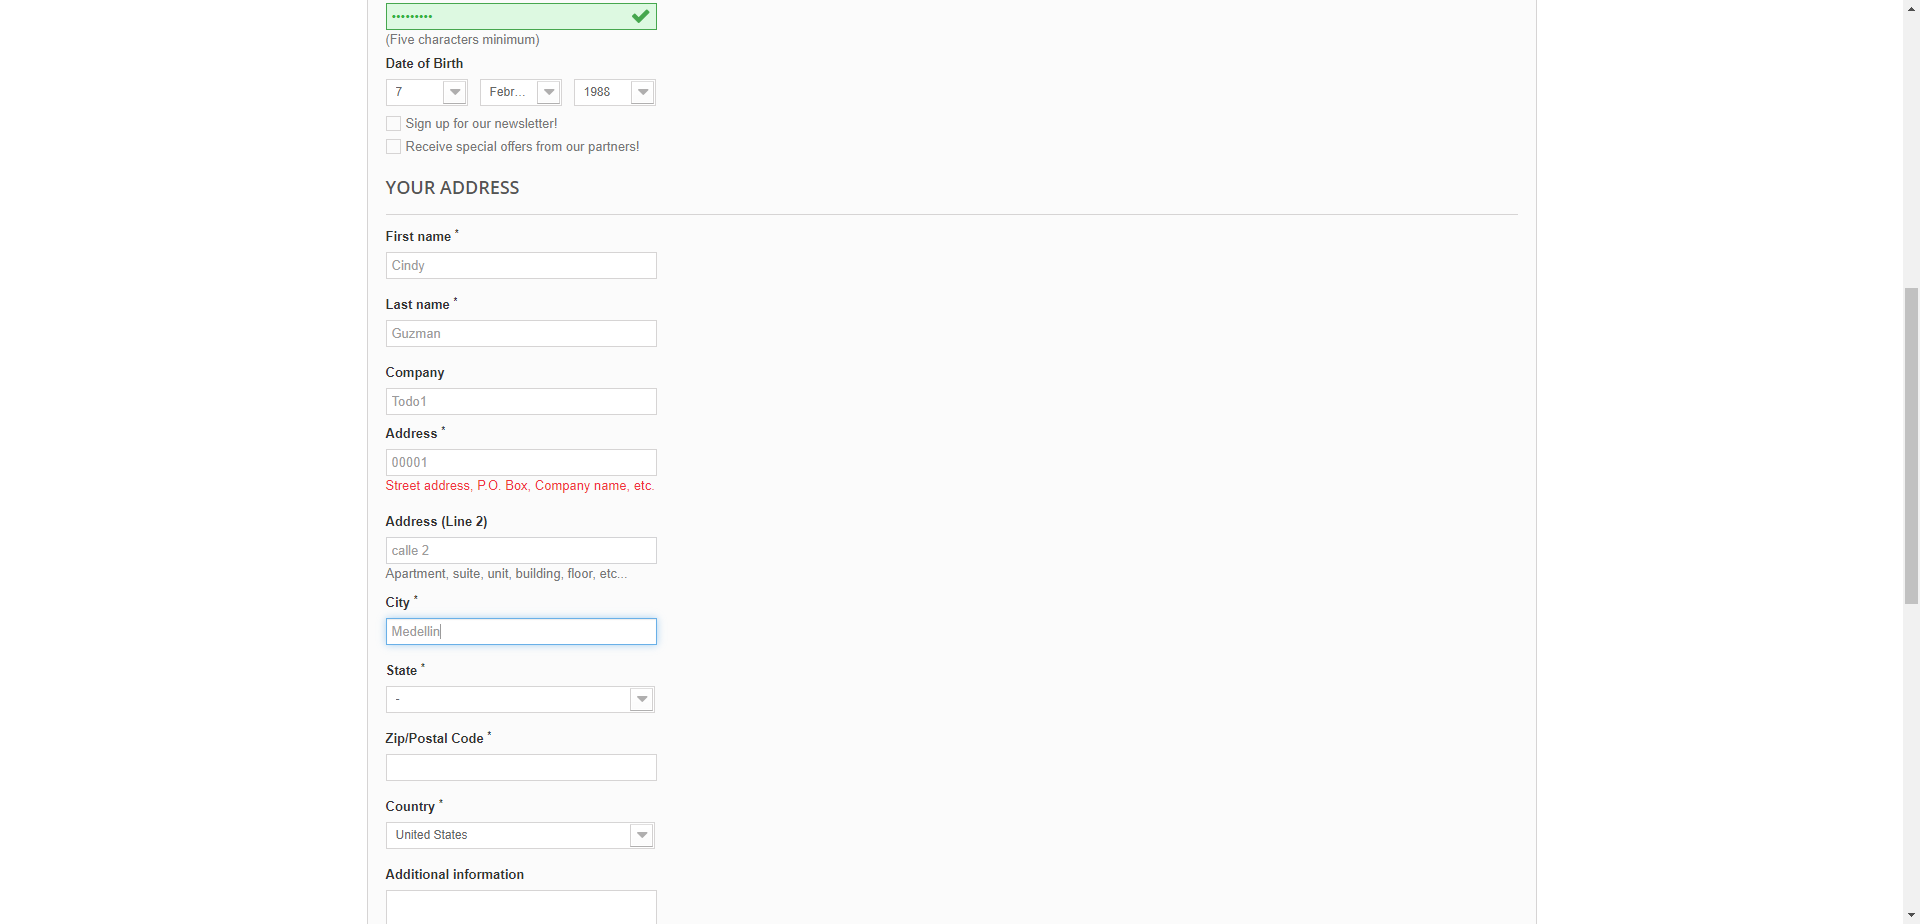 •••••••••
(Five characters minimum)
Date of Birth
7 Febr... 1988
Sign up for our newsletter!
Receive special offers from our partners!
YOUR ADDRESS
First name *
Cindy
Last name *
Guzman
Company
Todo1
Address *
00001
Street address, P.O. Box, Company name, etc.
Address (Line 2)
calle 2
Apartment, suite, unit, building, floor, etc...
City *
Medellin
State *
-
Zip/Postal Code *
Country *
United States
Additional information